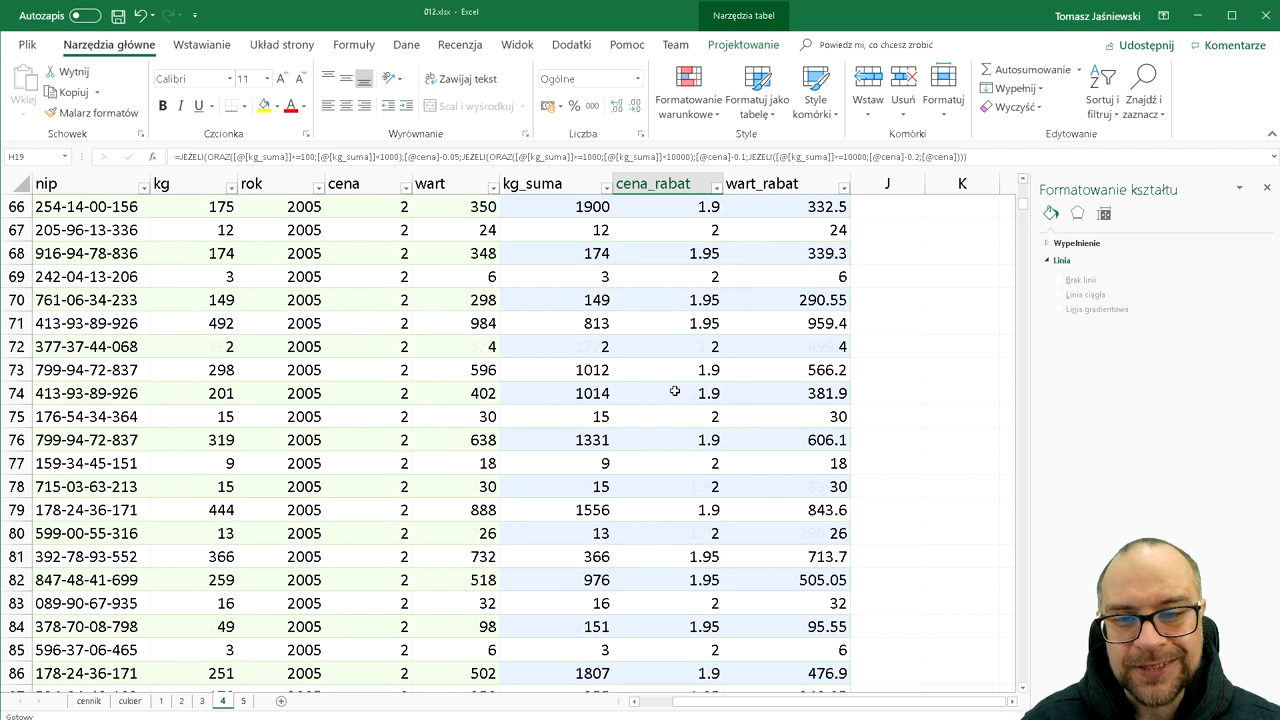 Autozapis 012.xlsx - Excel Narzędzia tabel Tomasz Jaśniewski
Plik Narzędzia główne Wstawianie Układ strony Formuły Dane Recenzja Widok Dodatki Pomoc Team Projektowanie Powiedz mi, co chcesz zrobić Udostępnij Komentarze
Wklej Wytnij Kopiuj Malarz formatów
Calibri 11 B I U A
Zawijaj tekst Scal i wyśrodkuj
Ogólne % 000
Formatowanie warunkowe Formatuj jako tabelę Style komórki
Wstaw Usuń Formatuj
Autosumowanie Wypełnij Wyczyść Sortuj i filtruj Znajdź i zaznacz
Schowek Czcionka Wyrównanie Liczba Style Komórki Edytowanie
H19 fx =JEŻELI(ORAZ([@[kg_suma]]>=100;[@[kg_suma]]<1000);[@cena]-0.05;JEŻELI(ORAZ([@[kg_suma]]>=1000;[@[kg_suma]]<10000);[@cena]-0.1;JEŻELI([@[kg_suma]]>=10000;[@cena]-0.2;[@cena])))
nip kg rok cena wart kg_suma cena_rabat wart_rabat J K
66 254-14-00-156 175 2005 2 350 1900 1.9 332.5
67 205-96-13-336 12 2005 2 24 12 2 24
68 916-94-78-836 174 2005 2 348 174 1.95 339.3
69 242-04-13-206 3 2005 2 6 3 2 6
70 761-06-34-233 149 2005 2 298 149 1.95 290.55
71 413-93-89-926 492 2005 2 984 813 1.95 959.4
72 377-37-44-068 2 2005 2 4 2 2 4
73 799-94-72-837 298 2005 2 596 1012 1.9 566.2
74 413-93-89-926 201 2005 2 402 1014 1.9 381.9
75 176-54-34-364 15 2005 2 30 15 2 30
76 799-94-72-837 319 2005 2 638 1331 1.9 606.1
77 159-34-45-151 9 2005 2 18 9 2 18
78 715-03-63-213 15 2005 2 30 15 2 30
79 178-24-36-171 444 2005 2 888 1556 1.9 843.6
80 599-00-55-316 13 2005 2 26 13 2 26
81 392-78-93-552 366 2005 2 732 366 1.95 713.7
82 847-48-41-699 259 2005 2 518 976 1.95 505.05
83 089-90-67-935 16 2005 2 32 16 2 32
84 378-70-08-798 49 2005 2 98 151 1.95 95.55
85 596-37-06-465 3 2005 2 6 3 2 6
86 178-24-36-171 251 2005 2 502 1807 1.9 476.9
Formatowanie kształtu
Wypełnienie
Linia
Brak linii
Linia ciągła
Linia gradientowa
cennik cukier 1 2 3 4 5
Gotowy